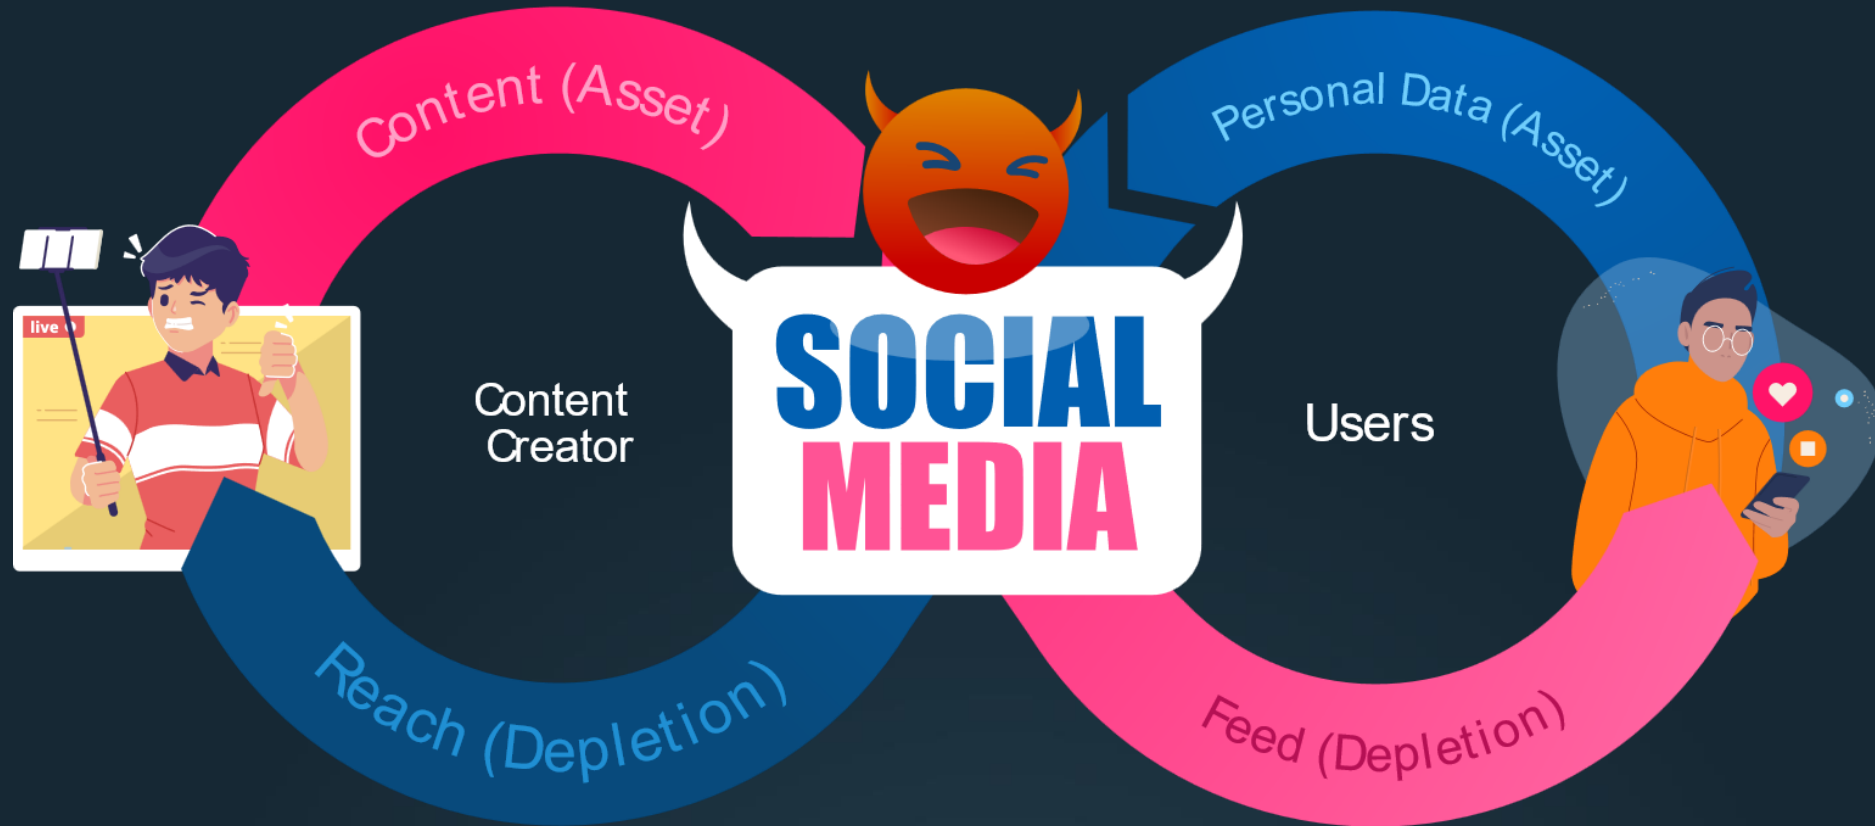 Content (Asset)
Personal Data (Asset)
live
SOCIAL
MEDIA
Content
Creator
Users
Reach (Depletion)
Feed (Depletion)